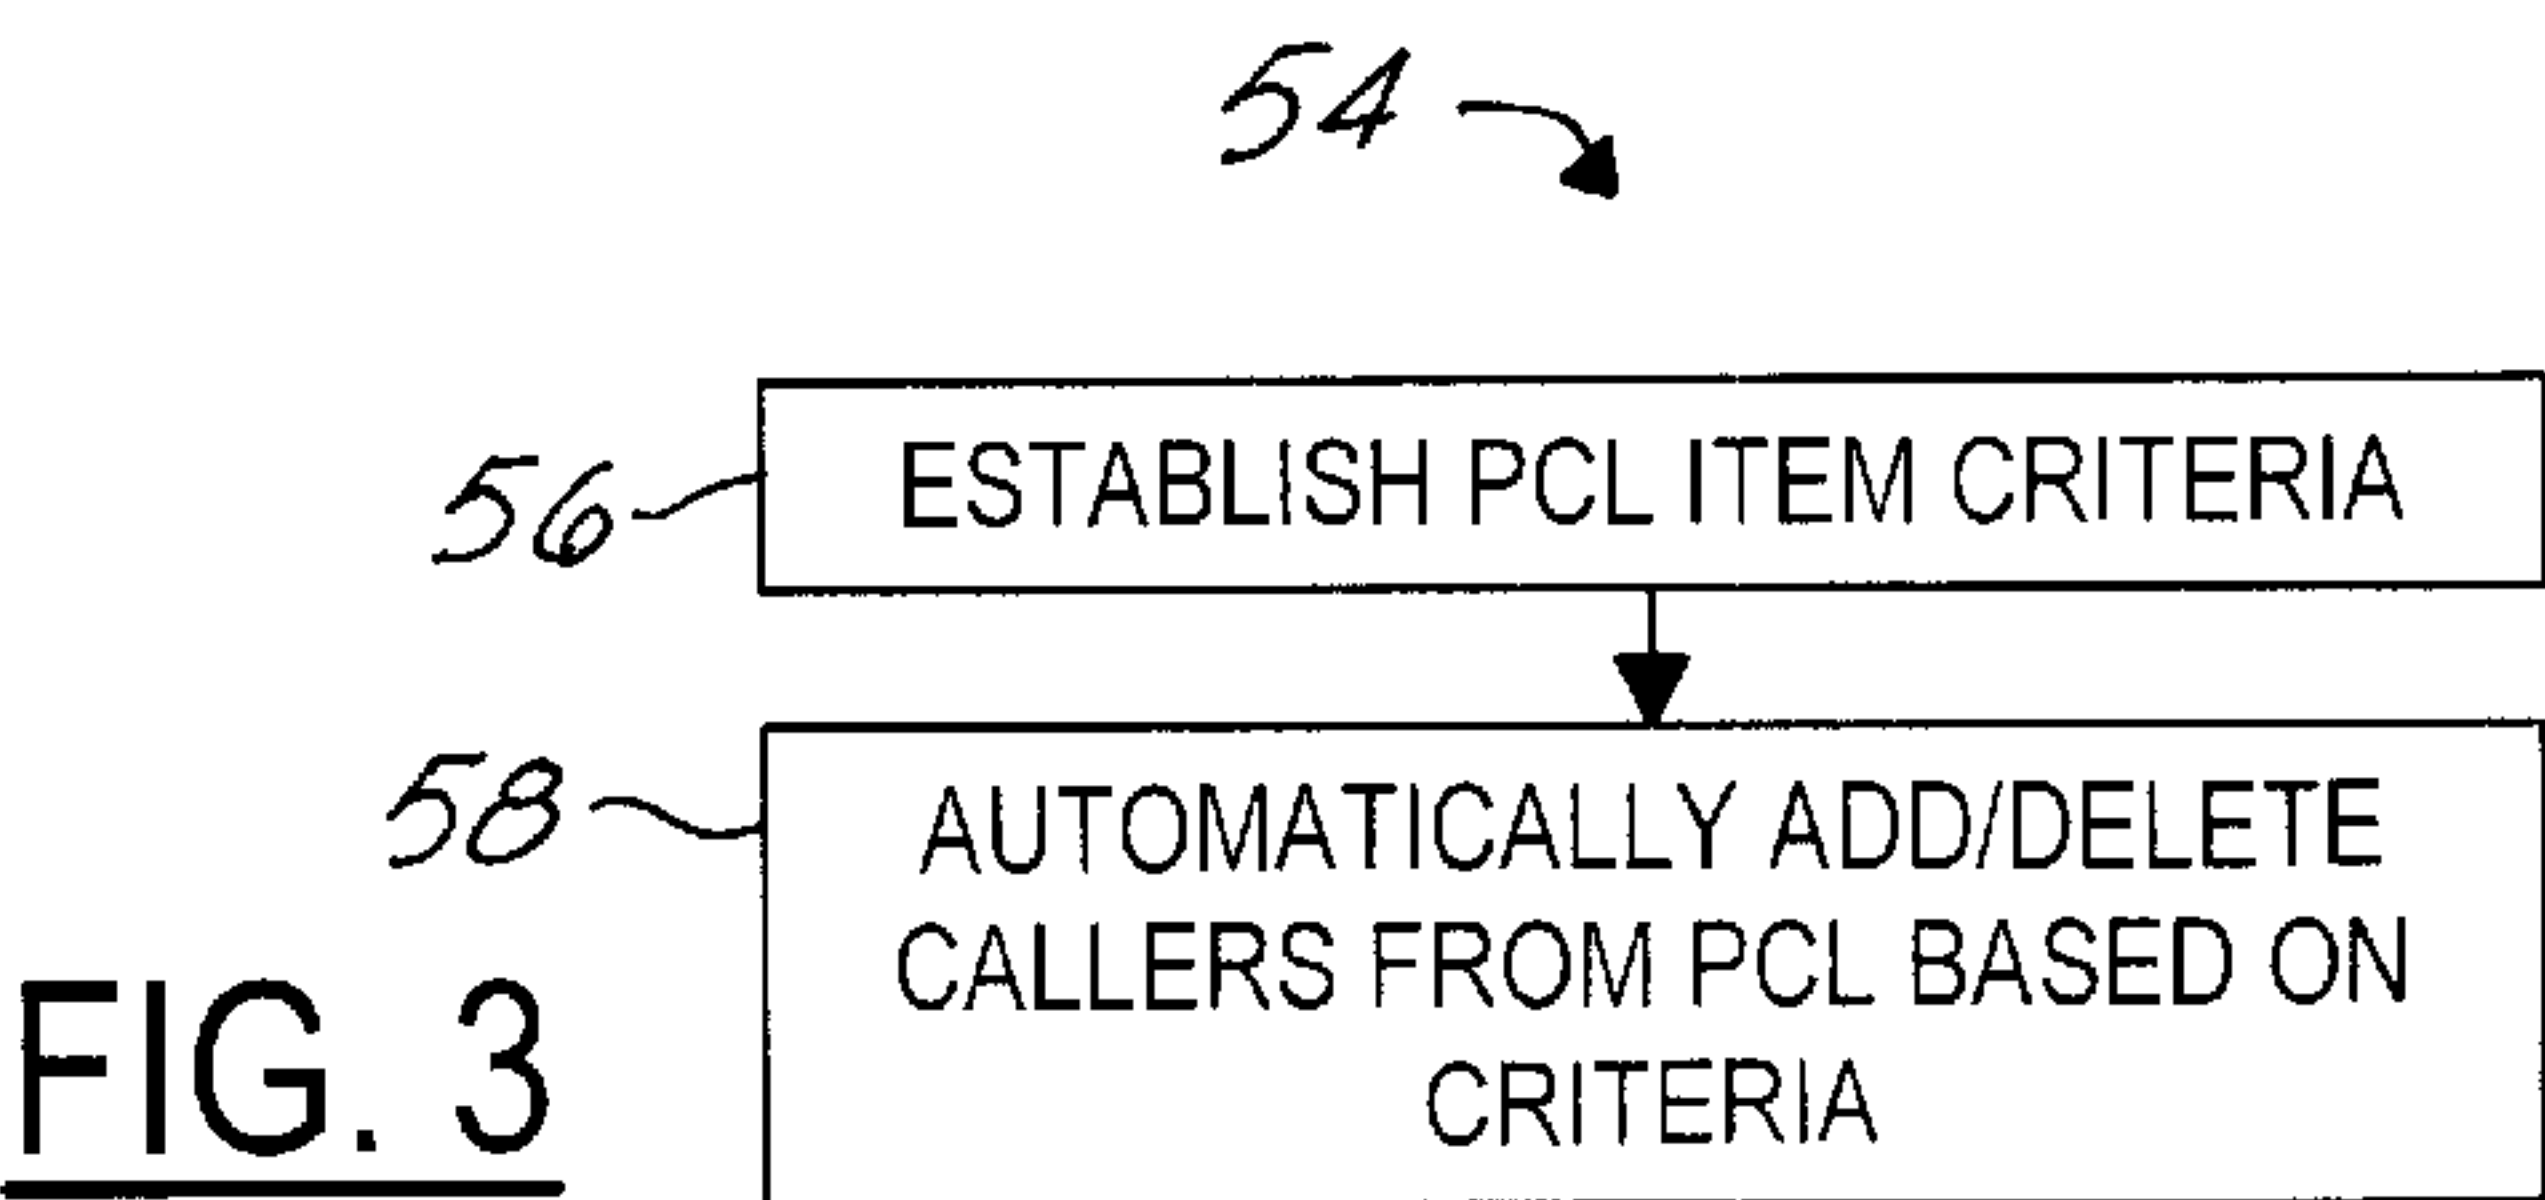 54
56
ESTABLISH PCL ITEM CRITERIA
58
AUTOMATICALLY ADD/DELETE
CALLERS FROM PCL BASED ON
CRITERIA
FIG. 3